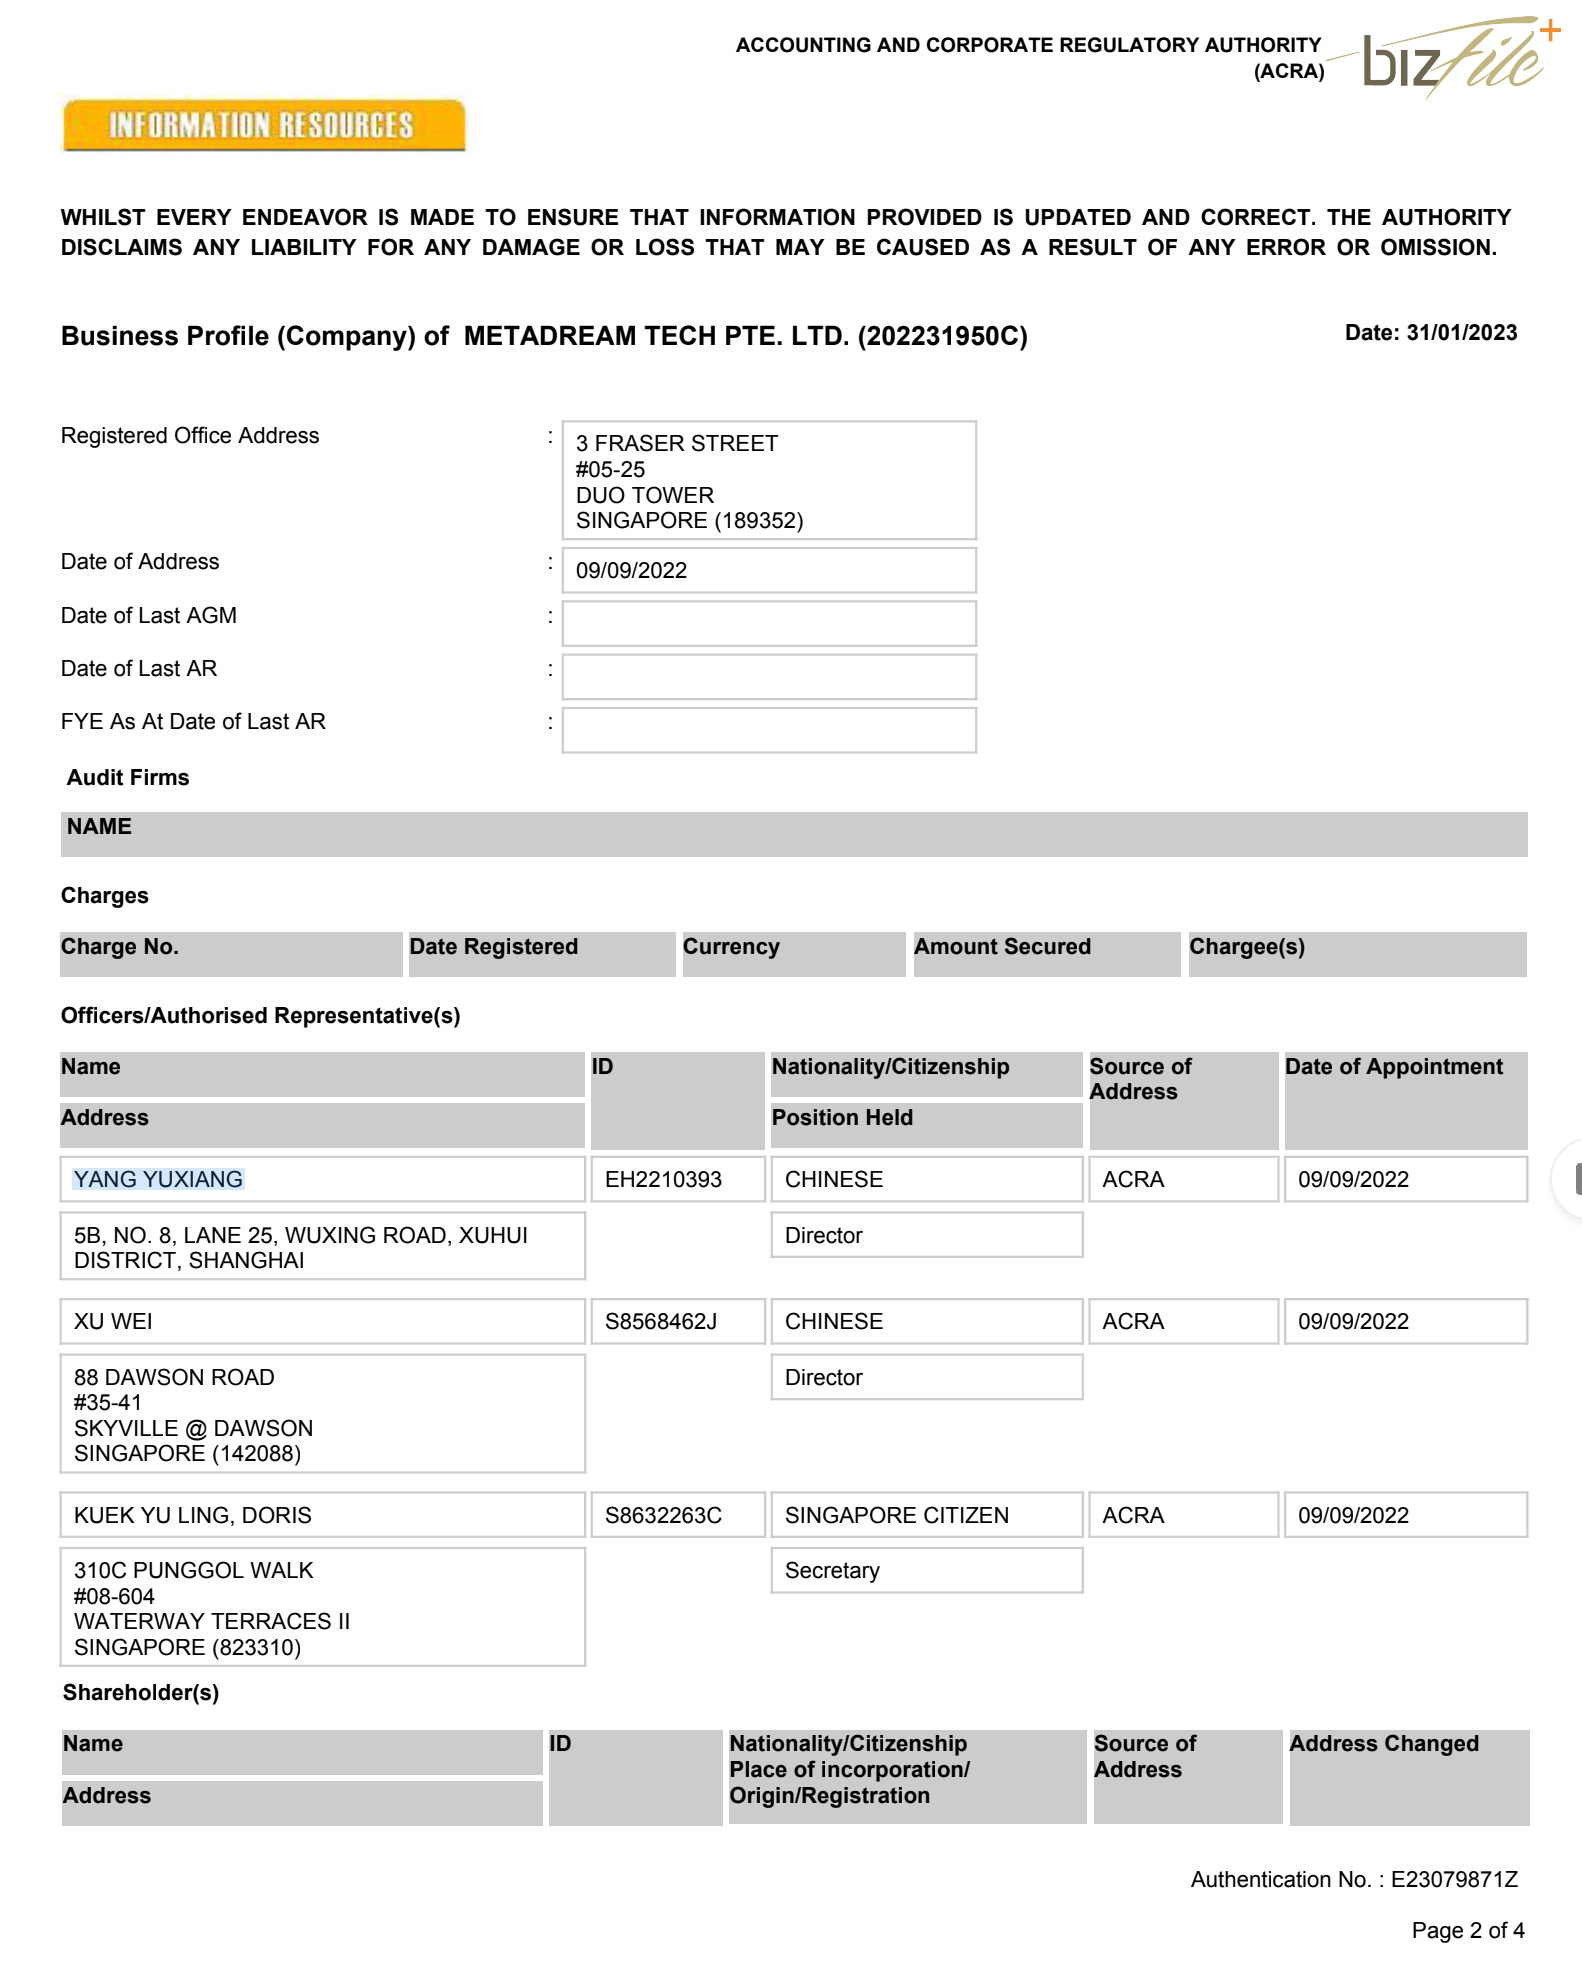 ACCOUNTING AND CORPORATE REGULATORY AUTHORITY
(ACRA)
bizfile+
INFORMATION RESOURCES
WHILST EVERY ENDEAVOR IS MADE TO ENSURE THAT INFORMATION PROVIDED IS UPDATED AND CORRECT. THE AUTHORITY
DISCLAIMS ANY LIABILITY FOR ANY DAMAGE OR LOSS THAT MAY BE CAUSED AS A RESULT OF ANY ERROR OR OMISSION.
Business Profile (Company) of METADREAM TECH PTE. LTD. (202231950C) Date: 31/01/2023
Registered Office Address : 3 FRASER STREET
#05-25
DUO TOWER
SINGAPORE (189352)
Date of Address : 09/09/2022
Date of Last AGM :
Date of Last AR :
FYE As At Date of Last AR :
Audit Firms
NAME
Charges
Charge No. Date Registered Currency Amount Secured Chargee(s)
Officers/Authorised Representative(s)
Name ID Nationality/Citizenship Source of Date of Appointment
Address
Address Position Held
YANG YUXIANG EH2210393 CHINESE ACRA 09/09/2022
5B, NO. 8, LANE 25, WUXING ROAD, XUHUI Director
DISTRICT, SHANGHAI
XU WEI S8568462J CHINESE ACRA 09/09/2022
88 DAWSON ROAD Director
#35-41
SKYVILLE @ DAWSON
SINGAPORE (142088)
KUEK YU LING, DORIS S8632263C SINGAPORE CITIZEN ACRA 09/09/2022
310C PUNGGOL WALK Secretary
#08-604
WATERWAY TERRACES II
SINGAPORE (823310)
Shareholder(s)
Name ID Nationality/Citizenship Source of Address Changed
Place of incorporation/ Address
Address Origin/Registration
Authentication No. : E23079871Z
Page 2 of 4